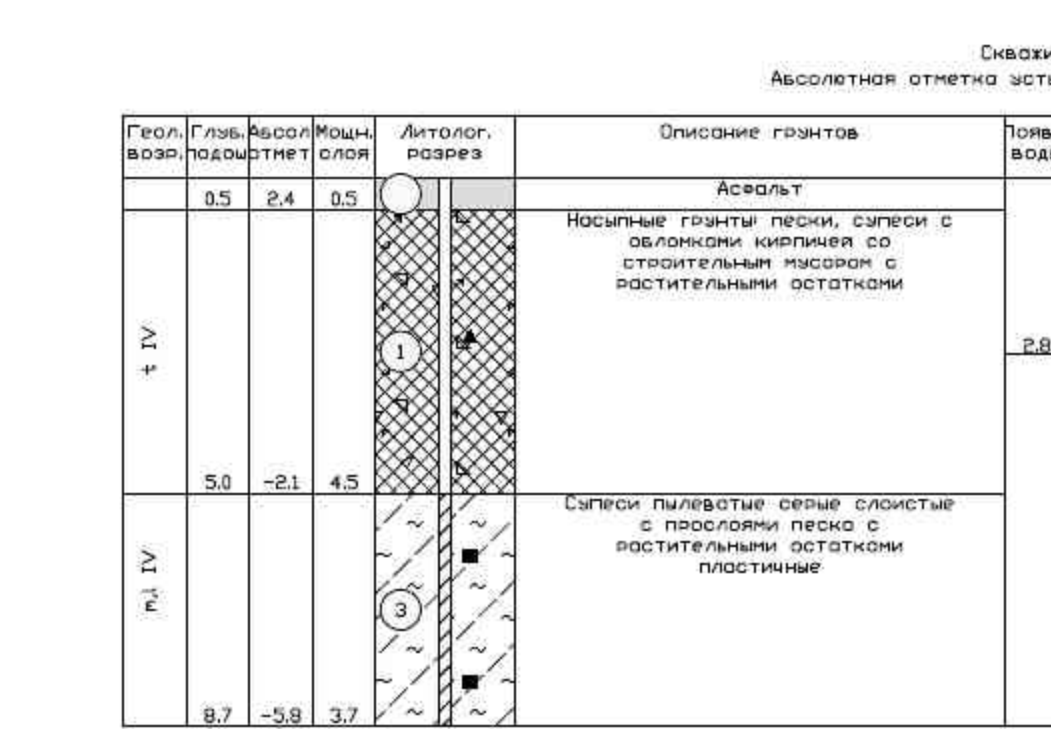 Скважи
Абсолютная отметка усть
Геол. возр.
Глуб. подош
Абсол отмет
Мощн. слоя
Литолог. разрез
Описание грунтов
Появ вод
0.5 2.4 0.5
Асфальт
t IV
1
Насыпные грунты: пески, супеси с
обломками кирпичей со
строительным мусором с
растительными остатками
2.8
5.0 -2.1 4.5
m,l IV
3
Супеси пылеватые серые слоистые
с прослоями песка с
растительными остатками
пластичные
8.7 -5.8 3.7